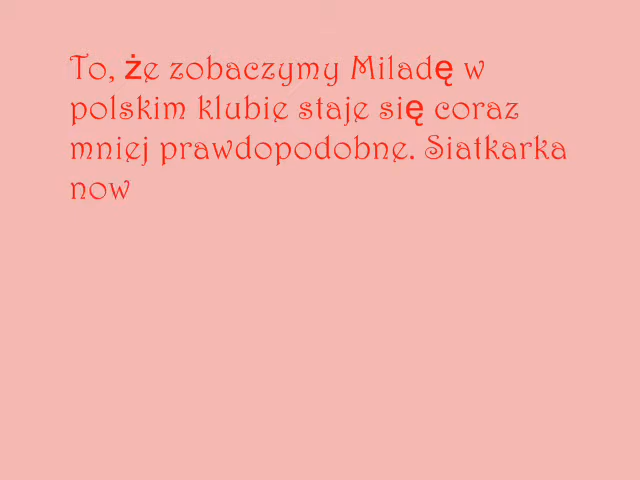 To, że zobaczymy Miladę w
polskim klubie staje się coraz
mniej prawdopodobne. Siatkarka
now